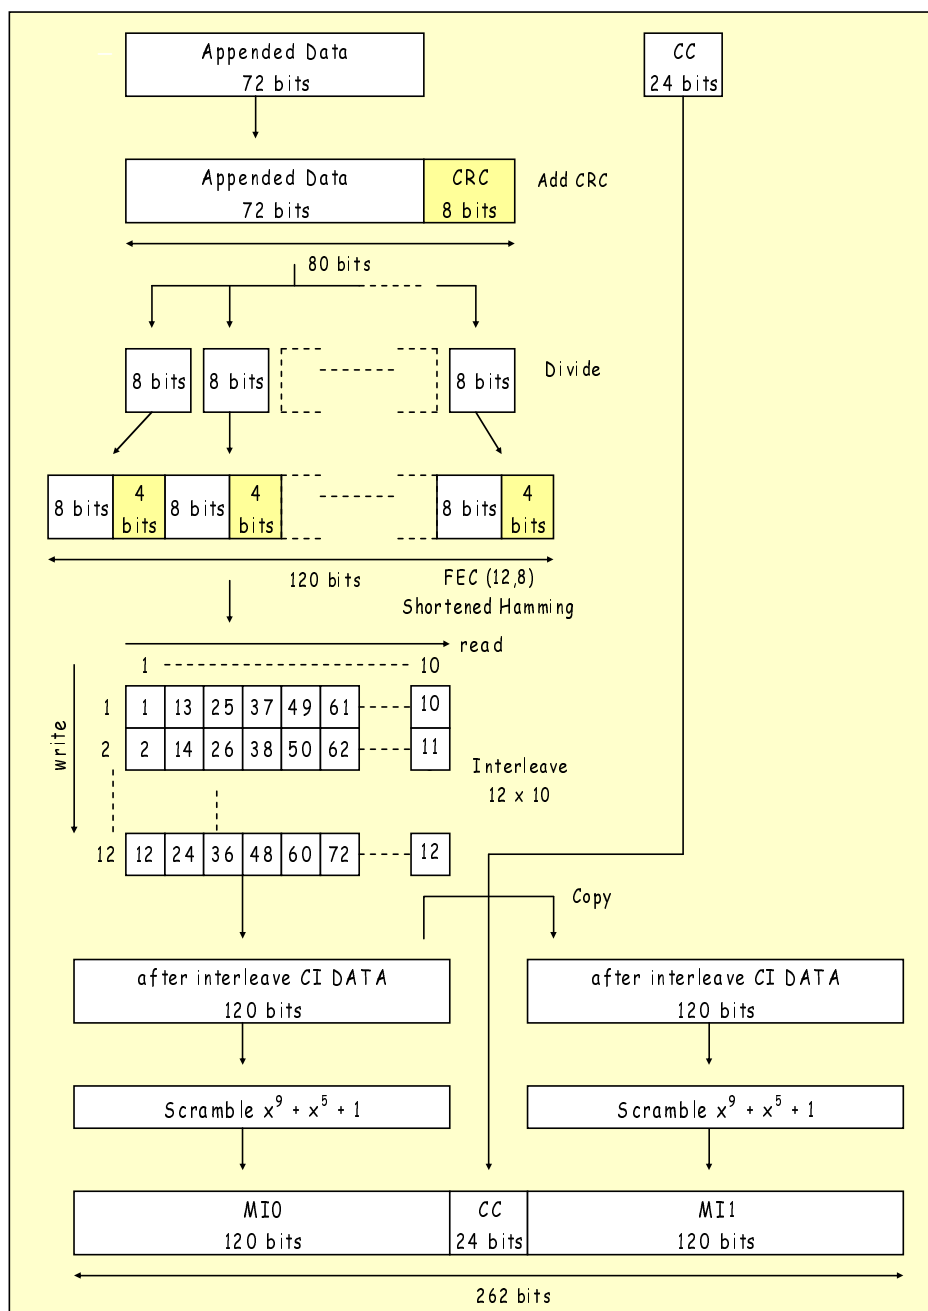 Appended Data
72 bits
CC
24 bits
Appended Data
72 bits
CRC
8 bits
Add CRC
80 bits
8 bits
8 bits
8 bits
Divide
8 bits
4
bits
8 bits
4
bits
8 bits
4
bits
120 bits
FEC (12,8)
Shortened Hamming
read
1
10
write
1
1 13 25 37 49 61 10
2
2 14 26 38 50 62 11
Interleave
12 x 10
12
12 24 36 48 60 72 12
Copy
after interleave CI DATA
120 bits
after interleave CI DATA
120 bits
Scramble x⁹ + x⁵ + 1
Scramble x⁹ + x⁵ + 1
MI0
120 bits
CC
24 bits
MI1
120 bits
262 bits